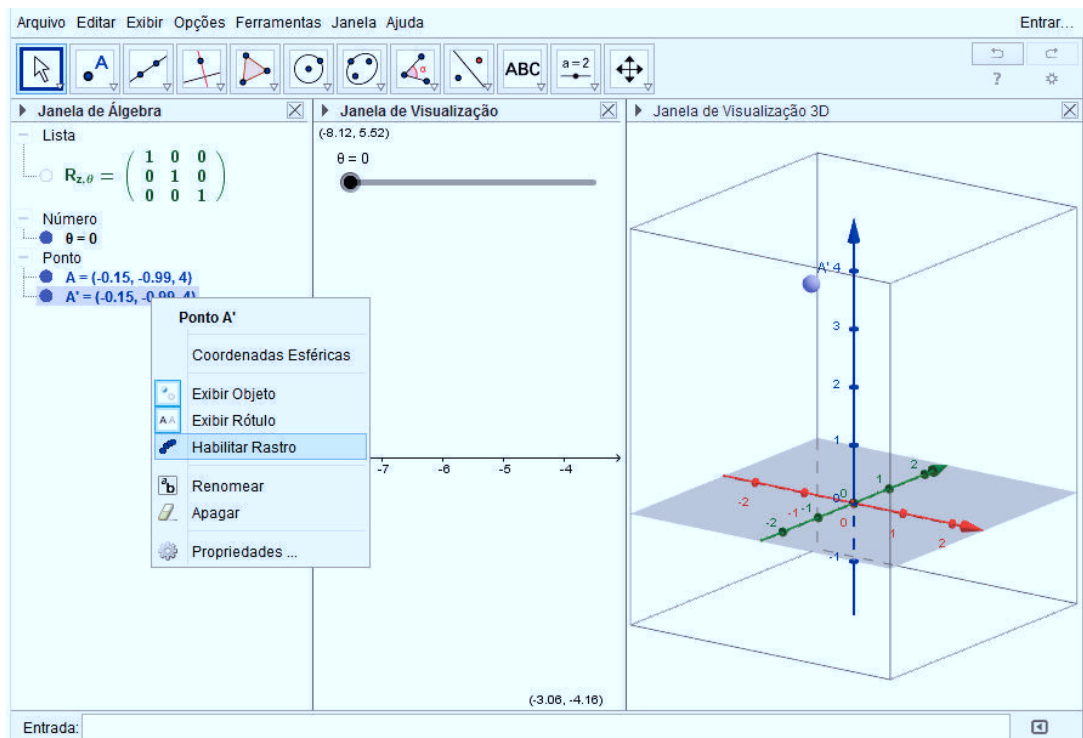 Arquivo Editar Exibir Opções Ferramentas Janela Ajuda Entrar...
A α ABC a = 2
Janela de Álgebra
Lista
R z,θ = ( 1 0 0
0 1 0
0 0 1 )
Número
θ = 0
Ponto
A = (-0.15, -0.99, 4)
A' = (-0.15, -0.99, 4)
Ponto A'
Coordenadas Esféricas
Exibir Objeto
AA Exibir Rótulo
Habilitar Rastro
ab Renomear
Apagar
Propriedades ...
Janela de Visualização
(-8.12, 5.52)
θ = 0
-7 -6 -5 -4
(-3.06, -4.16)
Janela de Visualização 3D
A' 4
3
2
1
0
-1
-2 -1 0 1 2
-2 -1 0 1 2
Entrada:
?